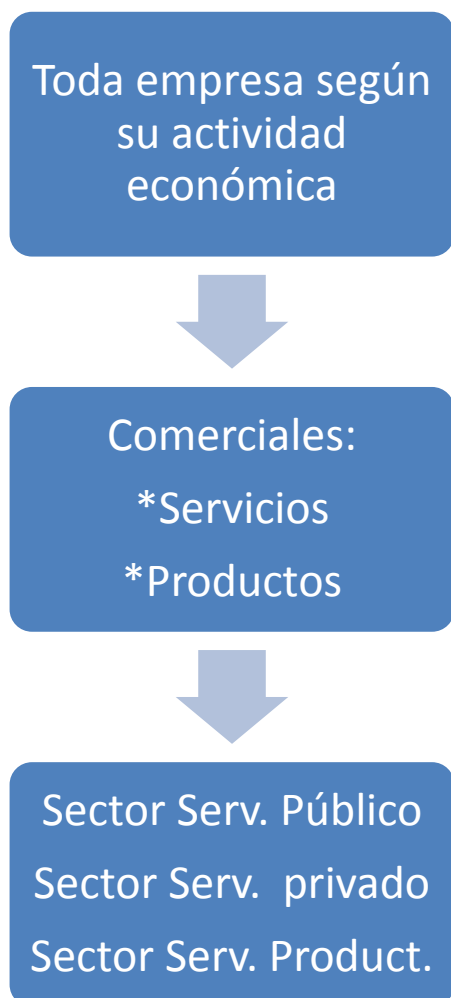 Toda empresa según
su actividad
económica
Comerciales:
*Servicios
*Productos
Sector Serv. Público
Sector Serv.  privado
Sector Serv. Product.